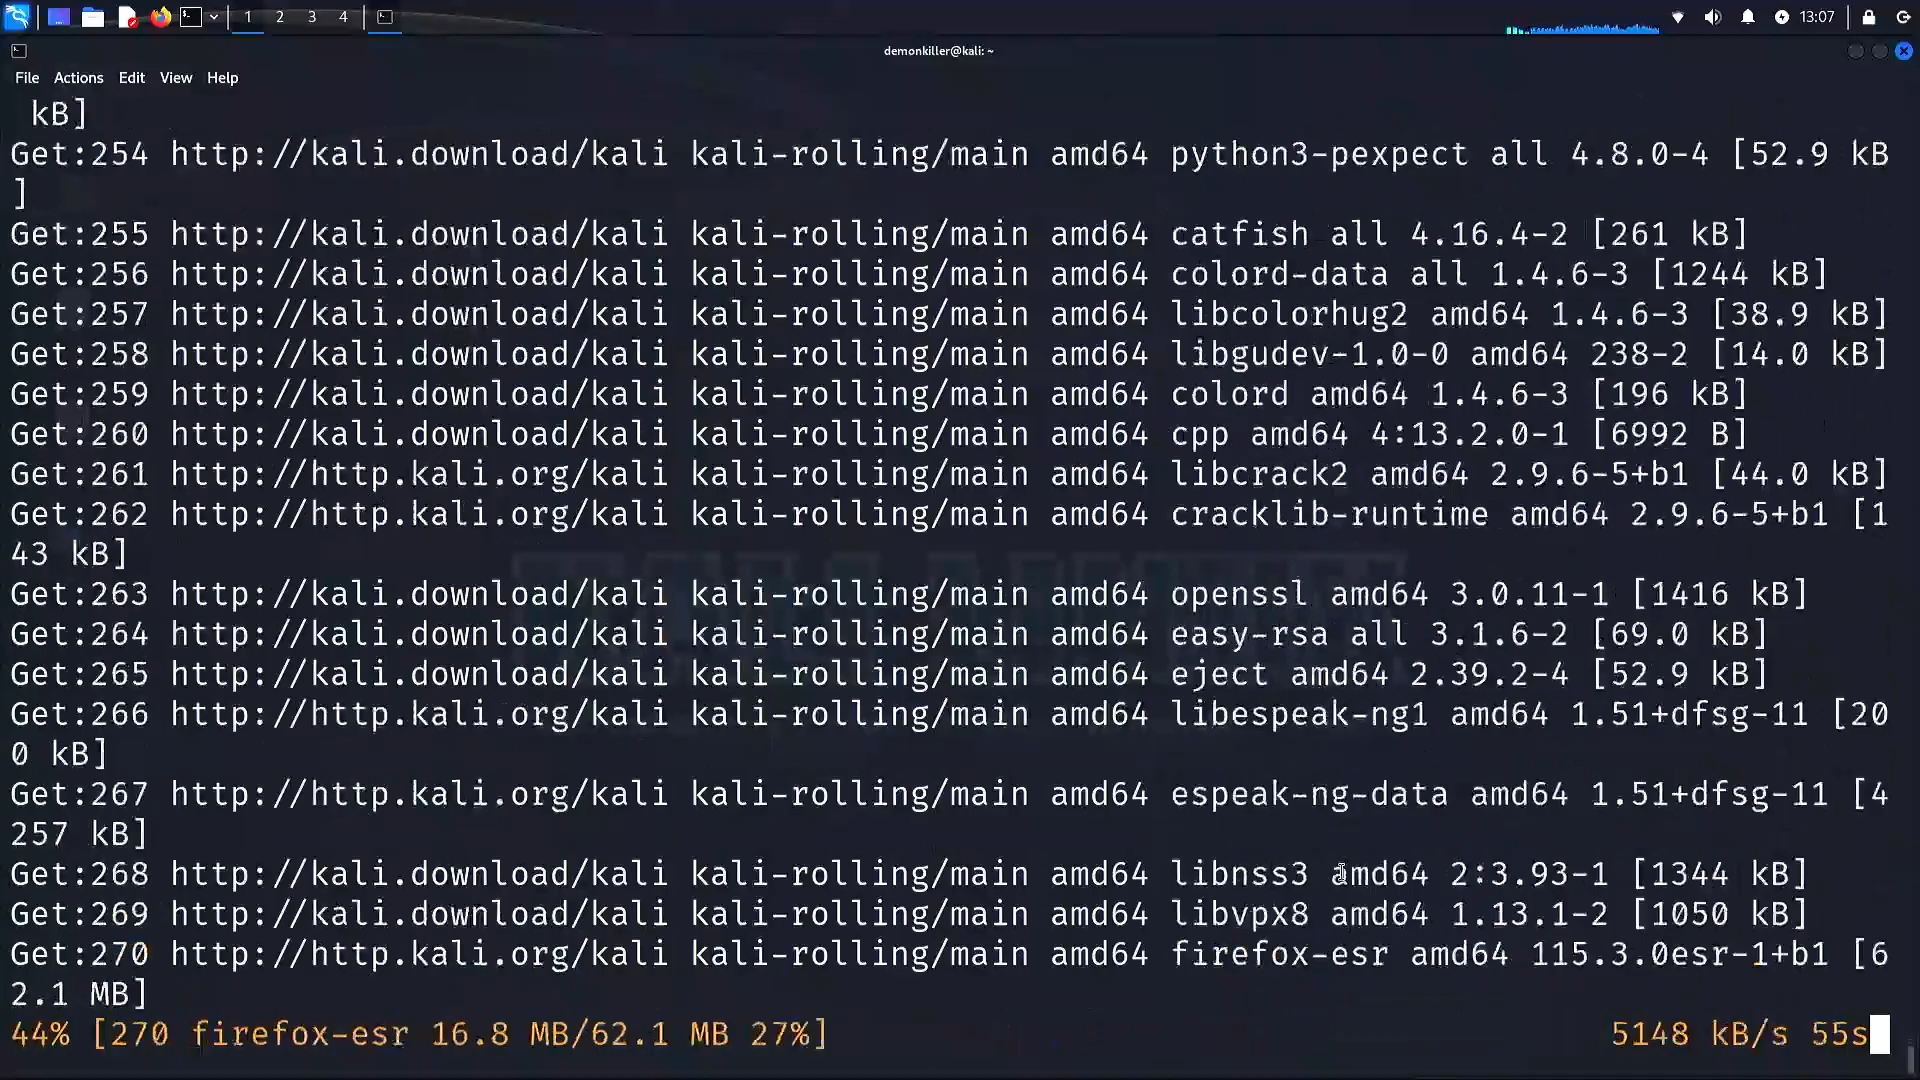 1 2 3 4
13:07
demonkiller@kali: ~
File Actions Edit View Help
kB]
Get:254 http://kali.download/kali kali-rolling/main amd64 python3-pexpect all 4.8.0-4 [52.9 kB
]
Get:255 http://kali.download/kali kali-rolling/main amd64 catfish all 4.16.4-2 [261 kB]
Get:256 http://kali.download/kali kali-rolling/main amd64 colord-data all 1.4.6-3 [1244 kB]
Get:257 http://kali.download/kali kali-rolling/main amd64 libcolorhug2 amd64 1.4.6-3 [38.9 kB]
Get:258 http://kali.download/kali kali-rolling/main amd64 libgudev-1.0-0 amd64 238-2 [14.0 kB]
Get:259 http://kali.download/kali kali-rolling/main amd64 colord amd64 1.4.6-3 [196 kB]
Get:260 http://kali.download/kali kali-rolling/main amd64 cpp amd64 4:13.2.0-1 [6992 B]
Get:261 http://http.kali.org/kali kali-rolling/main amd64 libcrack2 amd64 2.9.6-5+b1 [44.0 kB]
Get:262 http://http.kali.org/kali kali-rolling/main amd64 cracklib-runtime amd64 2.9.6-5+b1 [1
43 kB]
Get:263 http://kali.download/kali kali-rolling/main amd64 openssl amd64 3.0.11-1 [1416 kB]
Get:264 http://kali.download/kali kali-rolling/main amd64 easy-rsa all 3.1.6-2 [69.0 kB]
Get:265 http://kali.download/kali kali-rolling/main amd64 eject amd64 2.39.2-4 [52.9 kB]
Get:266 http://http.kali.org/kali kali-rolling/main amd64 libespeak-ng1 amd64 1.51+dfsg-11 [20
0 kB]
Get:267 http://http.kali.org/kali kali-rolling/main amd64 espeak-ng-data amd64 1.51+dfsg-11 [4
257 kB]
Get:268 http://kali.download/kali kali-rolling/main amd64 libnss3 amd64 2:3.93-1 [1344 kB]
Get:269 http://kali.download/kali kali-rolling/main amd64 libvpx8 amd64 1.13.1-2 [1050 kB]
Get:270 http://http.kali.org/kali kali-rolling/main amd64 firefox-esr amd64 115.3.0esr-1+b1 [6
2.1 MB]
44% [270 firefox-esr 16.8 MB/62.1 MB 27%] 5148 kB/s 55s